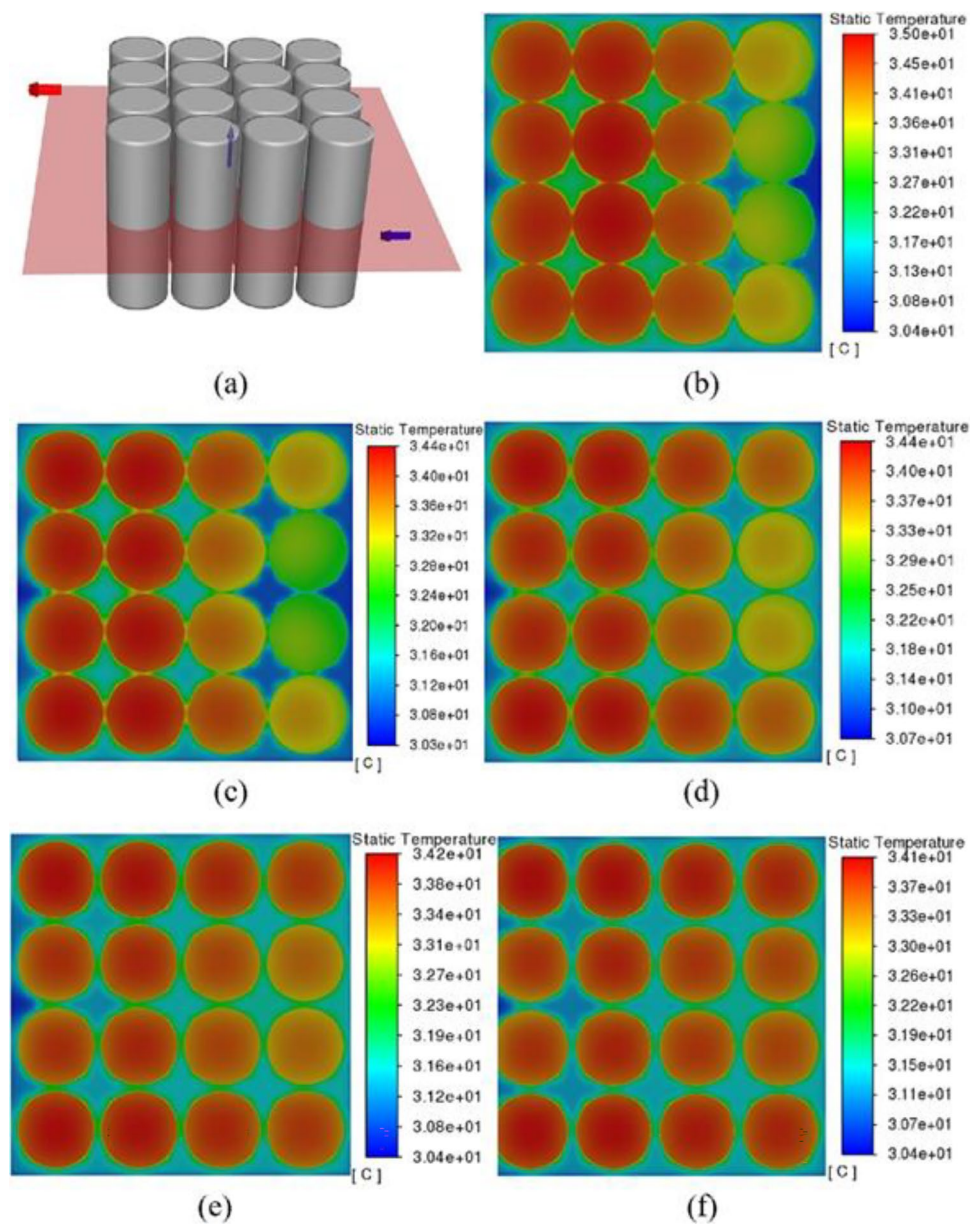 (a)
Static Temperature
3.50e+01
3.45e+01
3.41e+01
3.36e+01
3.31e+01
3.27e+01
3.22e+01
3.17e+01
3.13e+01
3.08e+01
3.04e+01
[ C ]
(b)
Static Temperature
3.44e+01
3.40e+01
3.36e+01
3.32e+01
3.28e+01
3.24e+01
3.20e+01
3.16e+01
3.12e+01
3.08e+01
3.03e+01
[ C ]
(c)
Static Temperature
3.44e+01
3.40e+01
3.37e+01
3.33e+01
3.29e+01
3.25e+01
3.22e+01
3.18e+01
3.14e+01
3.10e+01
3.07e+01
[ C ]
(d)
Static Temperature
3.42e+01
3.38e+01
3.34e+01
3.31e+01
3.27e+01
3.23e+01
3.19e+01
3.15e+01
3.12e+01
3.08e+01
3.04e+01
[ C ]
(e)
Static Temperature
3.41e+01
3.37e+01
3.33e+01
3.30e+01
3.26e+01
3.22e+01
3.19e+01
3.15e+01
3.11e+01
3.07e+01
3.04e+01
[ C ]
(f)